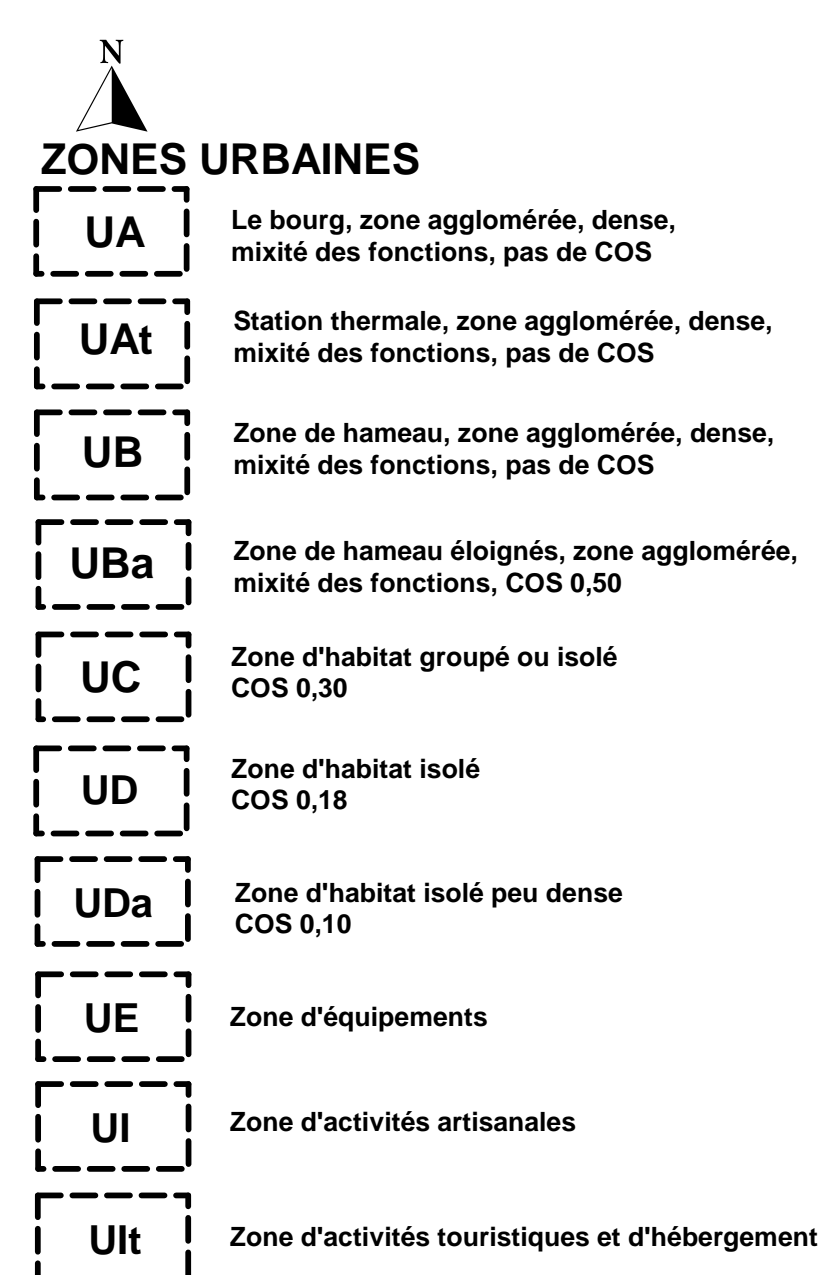 N
ZONES URBAINES
UA
Le bourg, zone agglomérée, dense,
mixité des fonctions, pas de COS
UAt
Station thermale, zone agglomérée, dense,
mixité des fonctions, pas de COS
UB
Zone de hameau, zone agglomérée, dense,
mixité des fonctions, pas de COS
UBa
Zone de hameau éloignés, zone agglomérée,
mixité des fonctions, COS 0,50
UC
Zone d'habitat groupé ou isolé
COS 0,30
UD
Zone d'habitat isolé
COS 0,18
UDa
Zone d'habitat isolé peu dense
COS 0,10
UE
Zone d'équipements
UI
Zone d'activités artisanales
UIt
Zone d'activités touristiques et d'hébergement